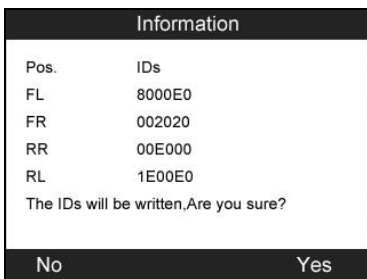 Information
Pos. IDs
FL 8000E0
FR 002020
RR 00E000
RL 1E00E0
The IDs will be written,Are you sure?
No Yes